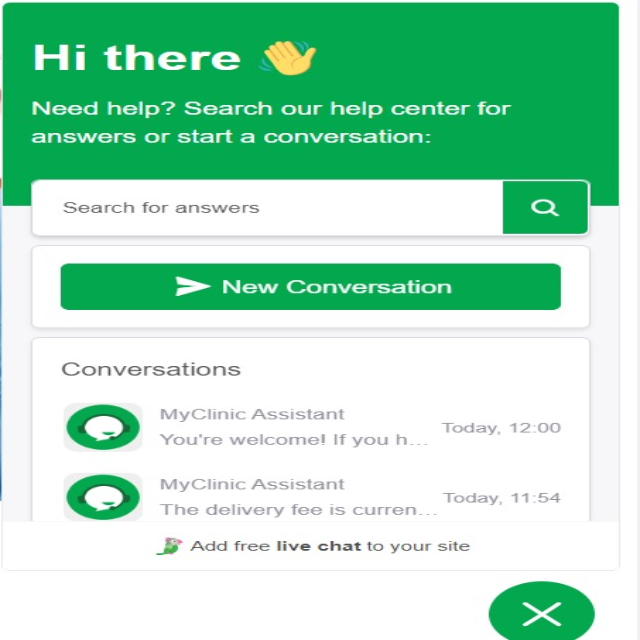 Hi there 👋
Need help? Search our help center for
answers or start a conversation:
Search for answers
New Conversation
Conversations
MyClinic Assistant
You're welcome! If you h...
Today, 12:00
MyClinic Assistant
The delivery fee is curren...
Today, 11:54
Add free live chat to your site